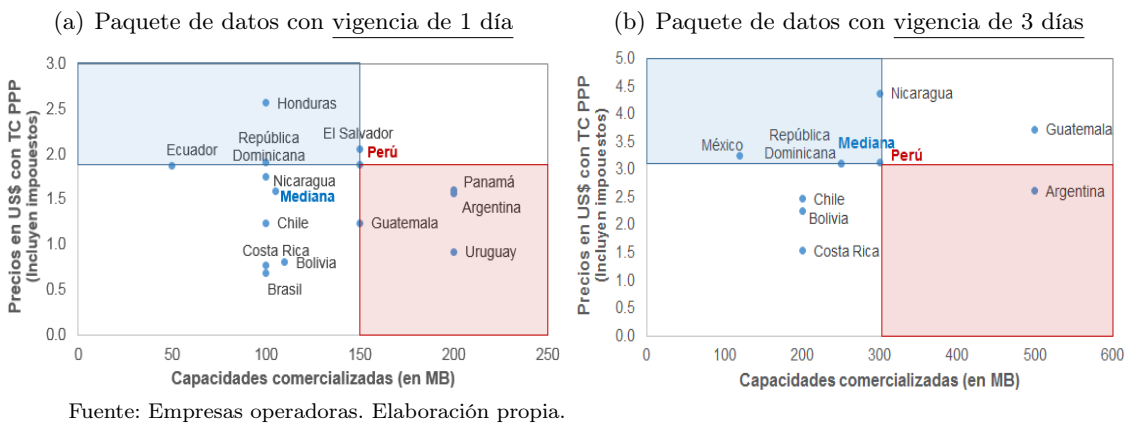 (a) Paquete de datos con vigencia de 1 día
Precios en US$ con TC PPP
(Incluyen impuestos)
3.0
2.5
2.0
1.5
1.0
0.5
0.0
Honduras
El Salvador
República
Dominicana
Ecuador
Perú
Nicaragua
Mediana
Panamá
Argentina
Chile
Guatemala
Costa Rica
Bolivia
Uruguay
Brasil
0 50 100 150 200 250
Capacidades comercializadas (en MB)
(b) Paquete de datos con vigencia de 3 días
Precios en US$ con TC PPP
(Incluyen impuestos)
5.0
4.5
4.0
3.5
3.0
2.5
2.0
1.5
1.0
0.5
0.0
Nicaragua
Guatemala
República
Dominicana
Mediana
México
Perú
Argentina
Chile
Bolivia
Costa Rica
0 100 200 300 400 500 600
Capacidades comercializadas (en MB)
Fuente: Empresas operadoras. Elaboración propia.